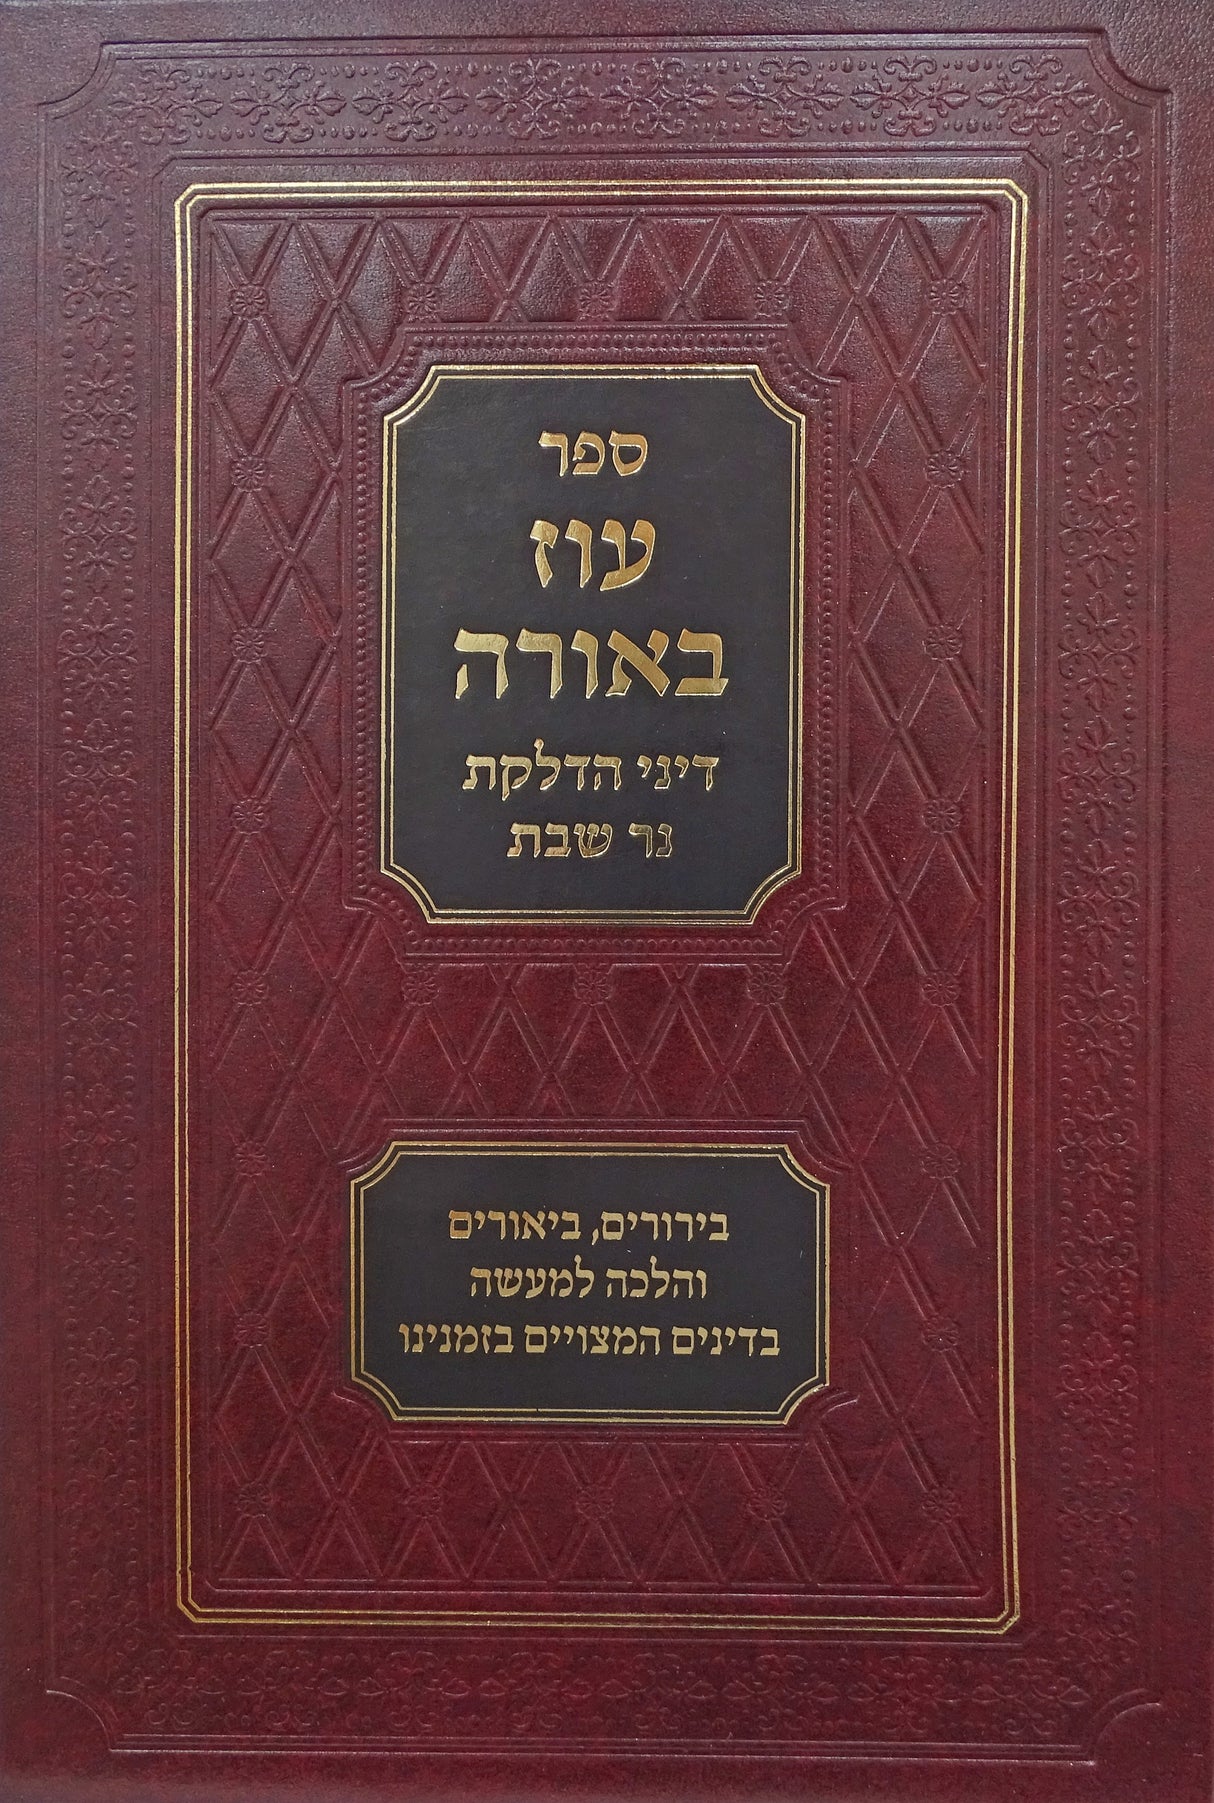 ספר
עוז
באורה
דיני הדלקת
נר שבת
בירורים, ביאורים
והלכה למעשה
בדינים המצויים בזמנינו